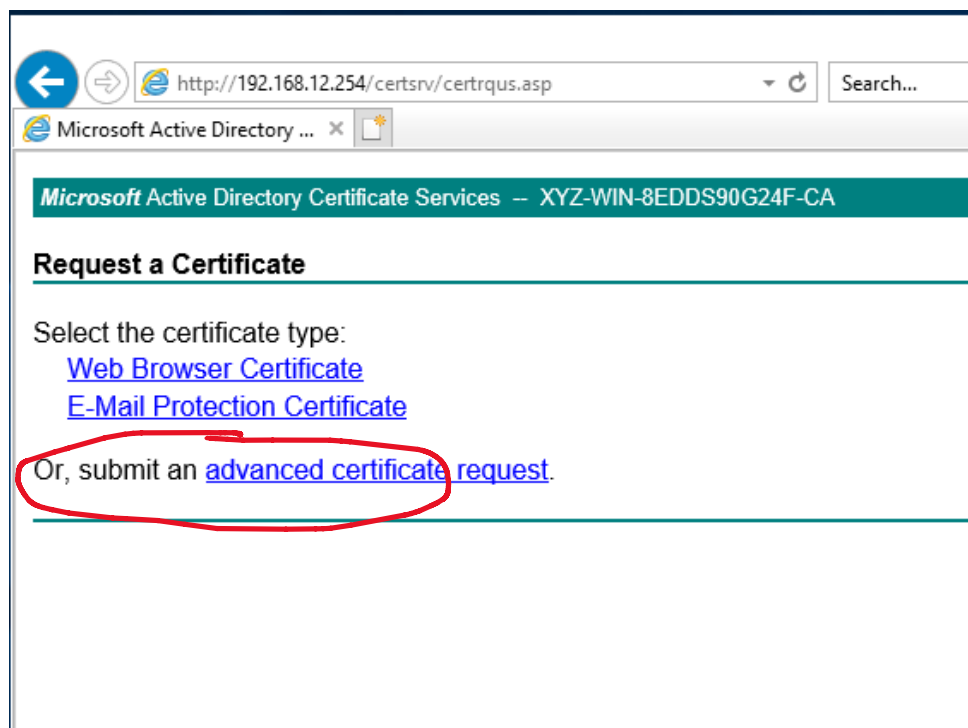 http://192.168.12.254/certsrv/certrqus.asp
Search...
Microsoft Active Directory ...
Microsoft Active Directory Certificate Services -- XYZ-WIN-8EDDS90G24F-CA
Request a Certificate
Select the certificate type:
Web Browser Certificate
E-Mail Protection Certificate
Or, submit an advanced certificate request.